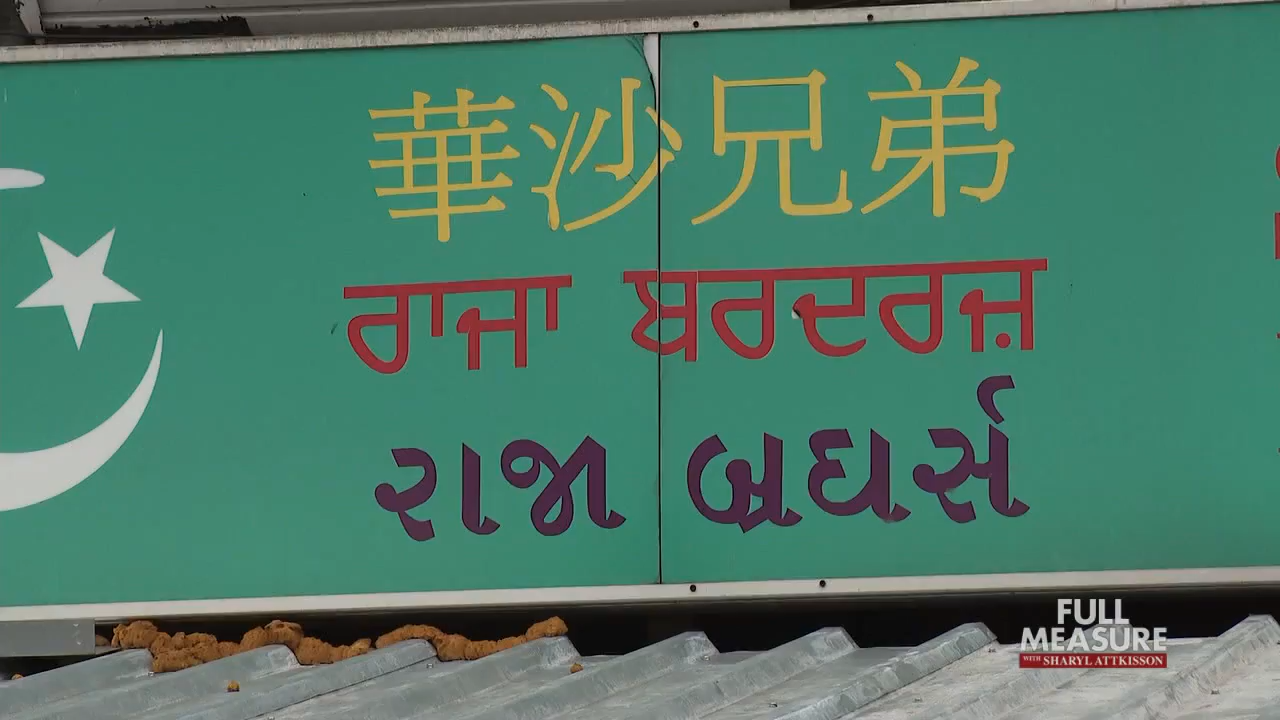 華沙兄弟
ਰਾਜਾ ਬਰਦਰਜ਼
રાજા બ્રધર્સ
FULL
MEASURE
WITH SHARYL ATTKISSON